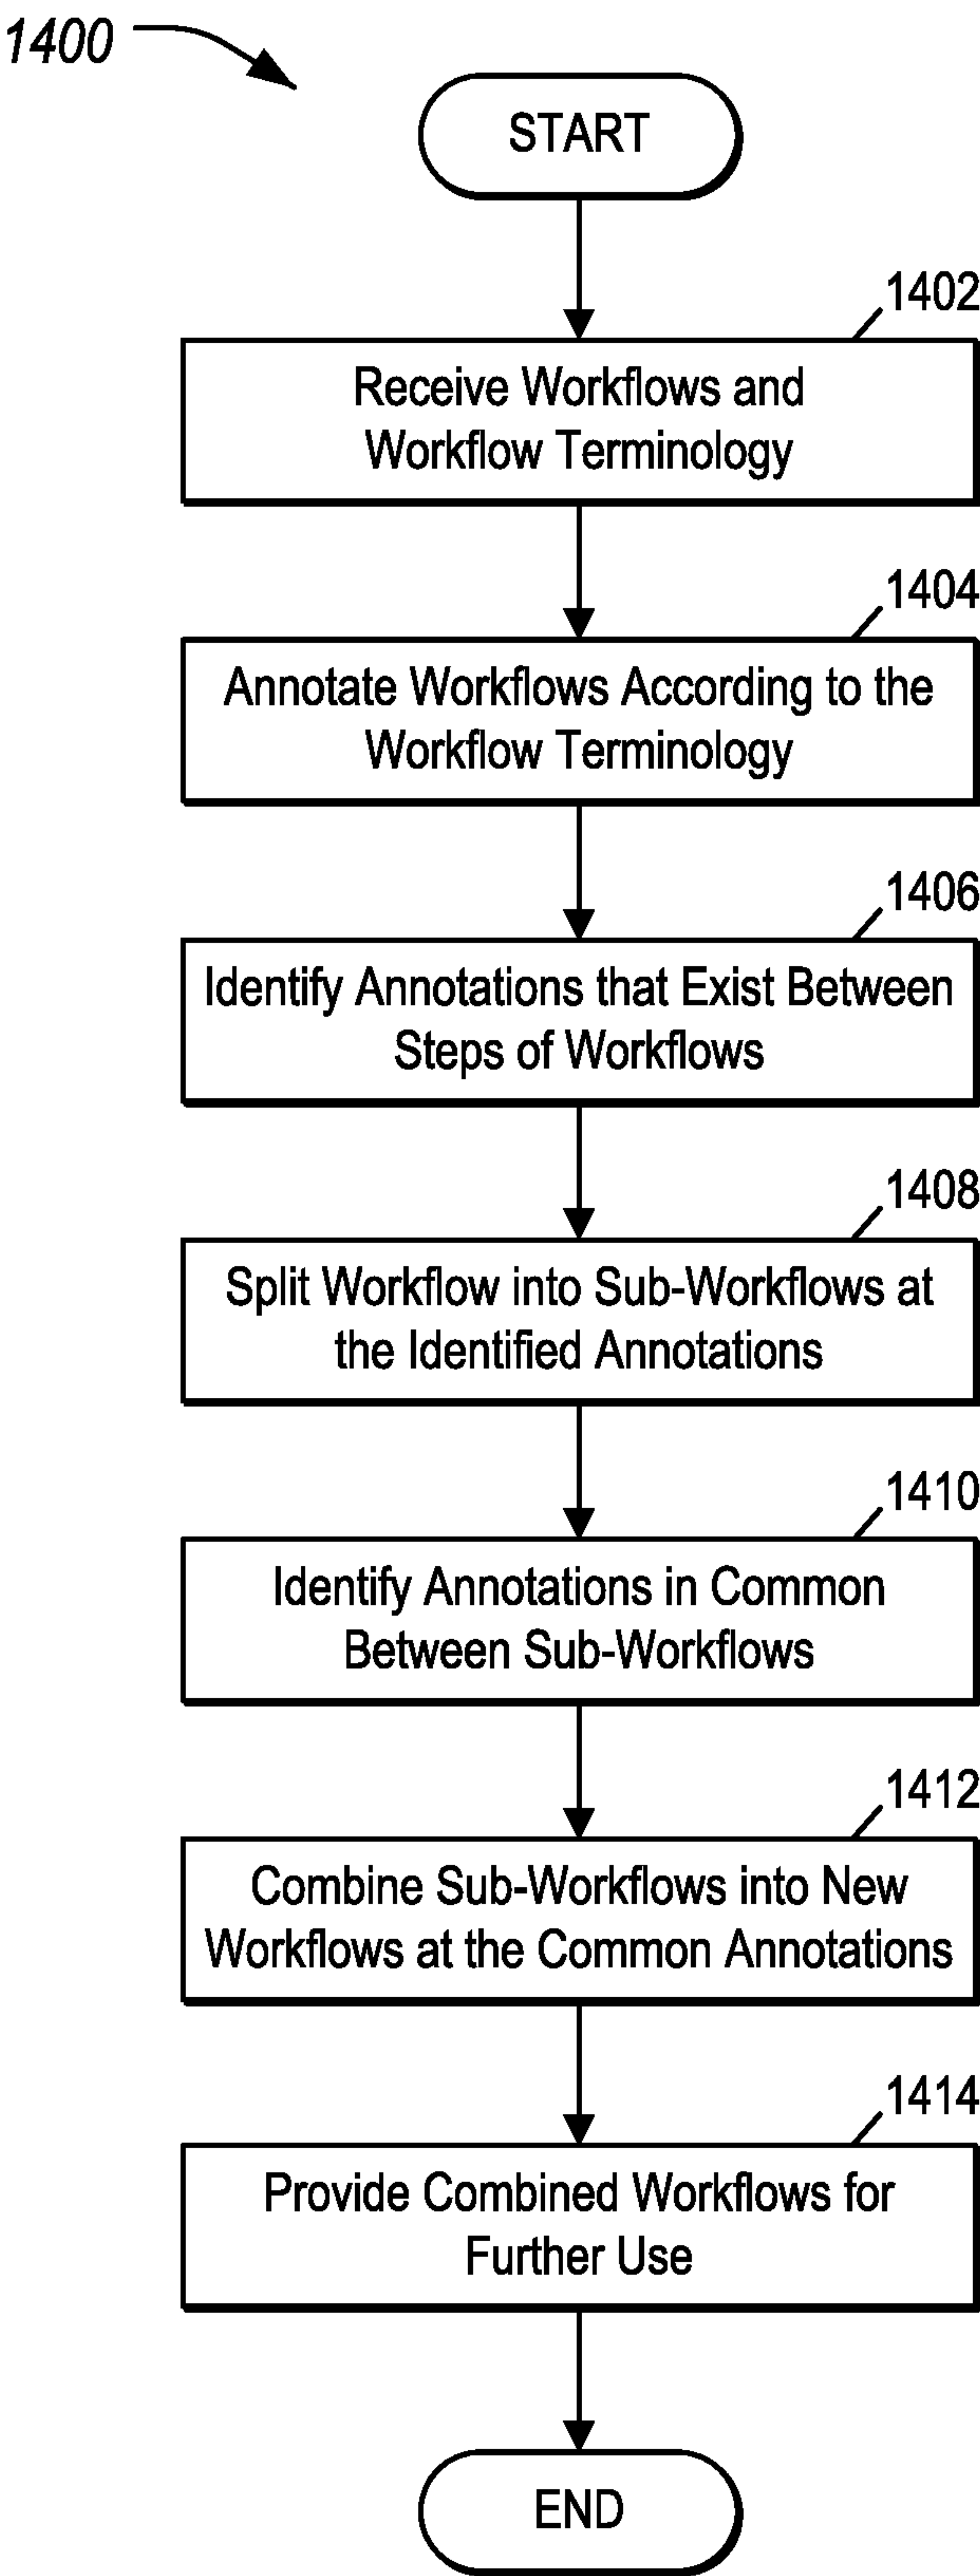 1400
START
1402
Receive Workflows and
Workflow Terminology
1404
Annotate Workflows According to the
Workflow Terminology
1406
Identify Annotations that Exist Between
Steps of Workflows
1408
Split Workflow into Sub-Workflows at
the Identified Annotations
1410
Identify Annotations in Common
Between Sub-Workflows
1412
Combine Sub-Workflows into New
Workflows at the Common Annotations
1414
Provide Combined Workflows for
Further Use
END